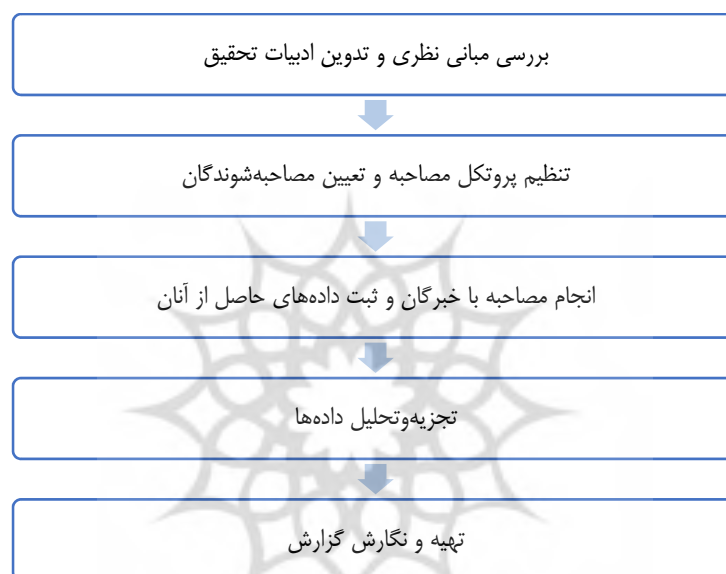 بررسی مبانی نظری و تدوین ادبیات تحقیق
تنظیم پروتکل مصاحبه و تعیین مصاحبه‌شوندگان
انجام مصاحبه با خبرگان و ثبت داده‌های حاصل از آنان
تجزیه‌وتحلیل داده‌ها
تهیه و نگارش گزارش